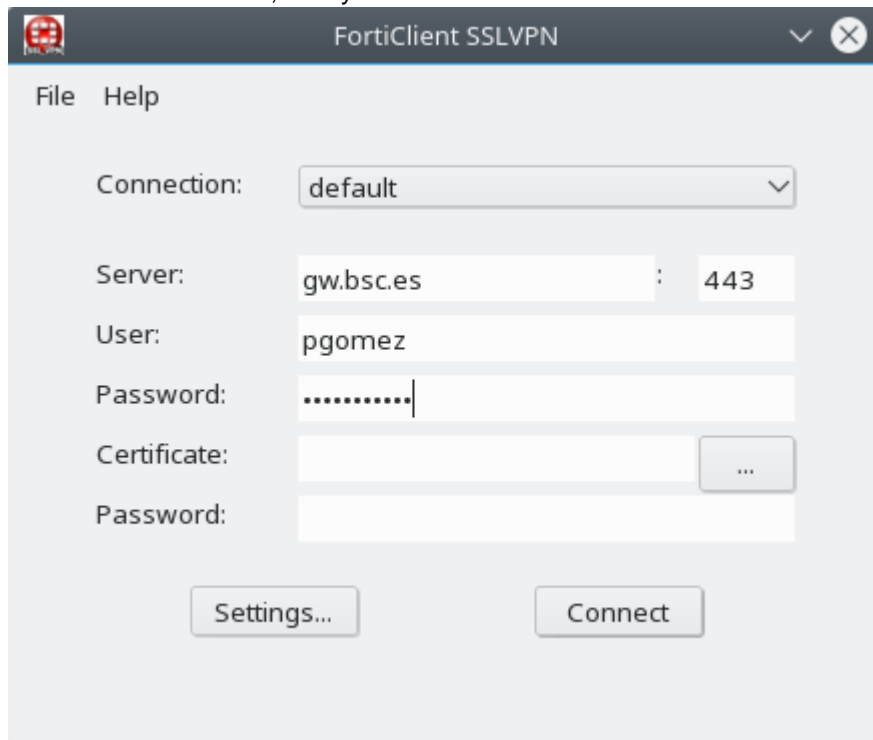 FortiClient SSLVPN
File Help
Connection: default
Server: gw.bsc.es : 443
User: pgomez
Password: •••••••••••
Certificate: ...
Password:
Settings... Connect